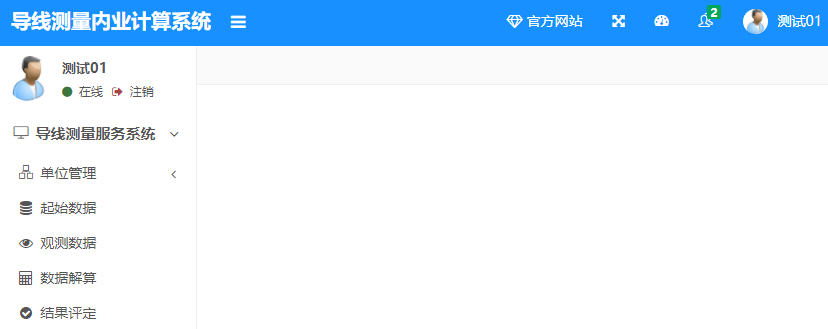 导线测量内业计算系统 官方网站 2 测试01
测试01
在线 注销
导线测量服务系统
单位管理
起始数据
观测数据
数据解算
结果评定